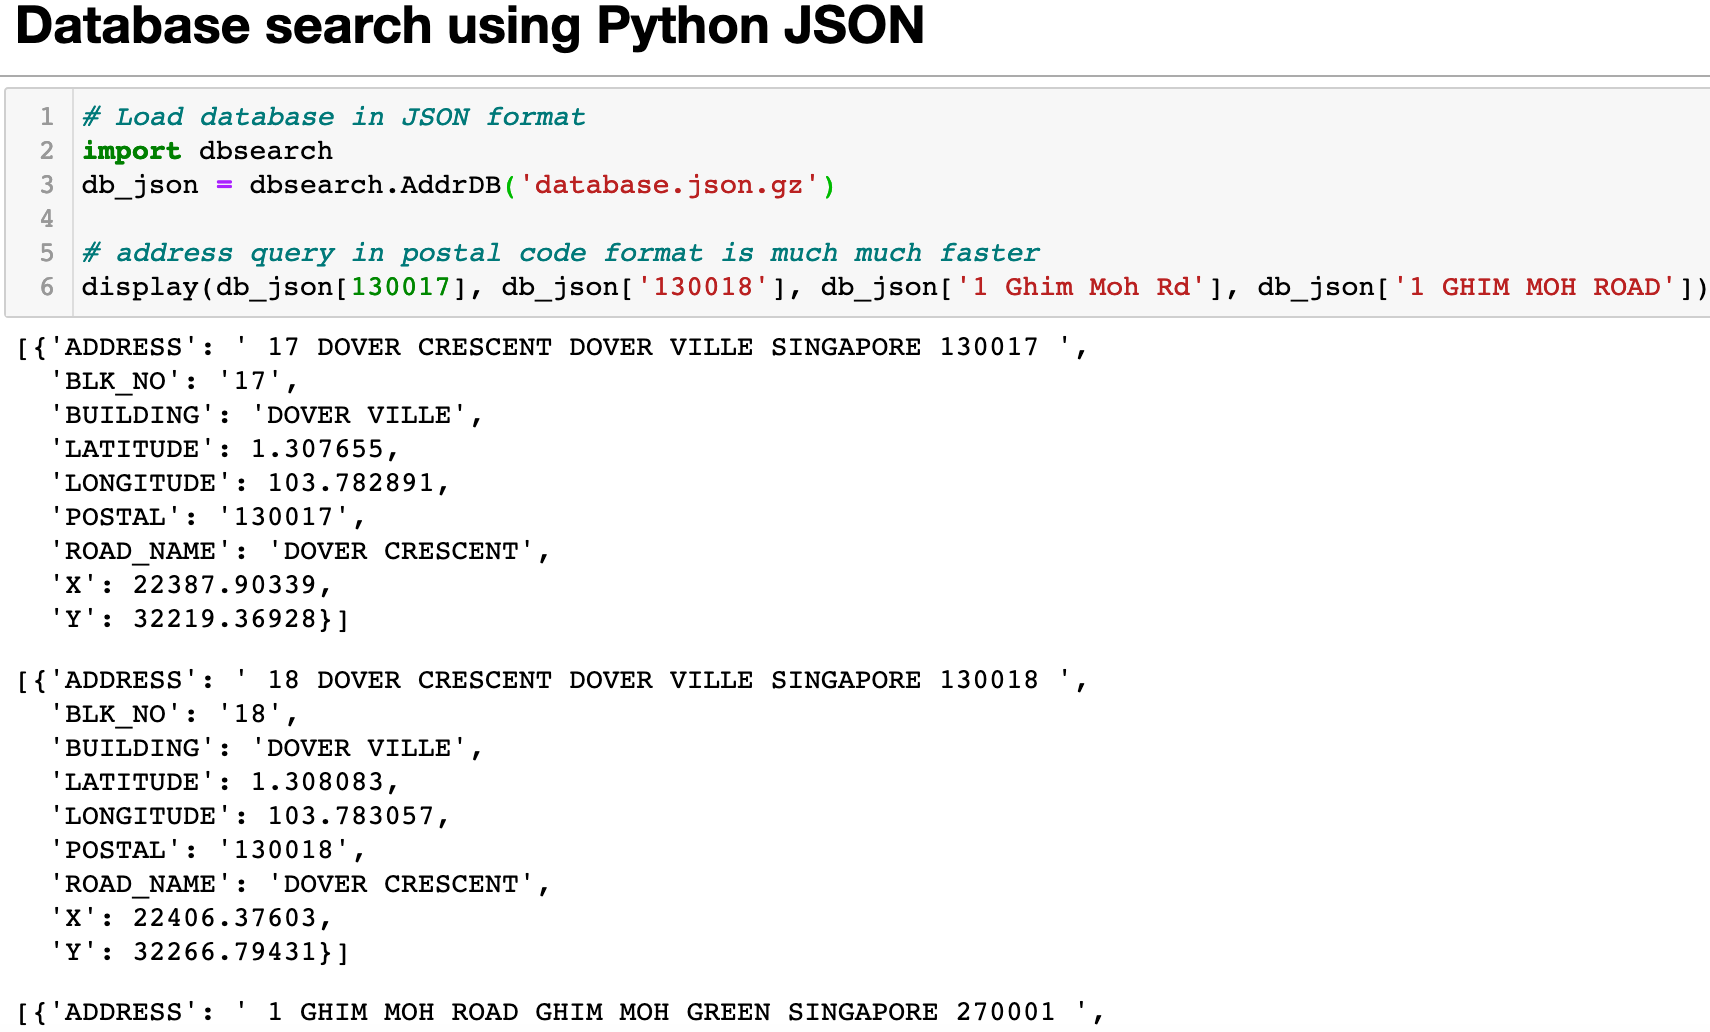 Database search using Python JSON
1 # Load database in JSON format
2 import dbsearch
3 db_json = dbsearch.AddrDB('database.json.gz')
4
5 # address query in postal code format is much much faster
6 display(db_json[130017], db_json['130018'], db_json['1 Ghim Moh Rd'], db_json['1 GHIM MOH ROAD'])
[{'ADDRESS': ' 17 DOVER CRESCENT DOVER VILLE SINGAPORE 130017 ',
'BLK_NO': '17',
'BUILDING': 'DOVER VILLE',
'LATITUDE': 1.307655,
'LONGITUDE': 103.782891,
'POSTAL': '130017',
'ROAD_NAME': 'DOVER CRESCENT',
'X': 22387.90339,
'Y': 32219.36928}]
[{'ADDRESS': ' 18 DOVER CRESCENT DOVER VILLE SINGAPORE 130018 ',
'BLK_NO': '18',
'BUILDING': 'DOVER VILLE',
'LATITUDE': 1.308083,
'LONGITUDE': 103.783057,
'POSTAL': '130018',
'ROAD_NAME': 'DOVER CRESCENT',
'X': 22406.37603,
'Y': 32266.79431}]
[{'ADDRESS': ' 1 GHIM MOH ROAD GHIM MOH GREEN SINGAPORE 270001 ',